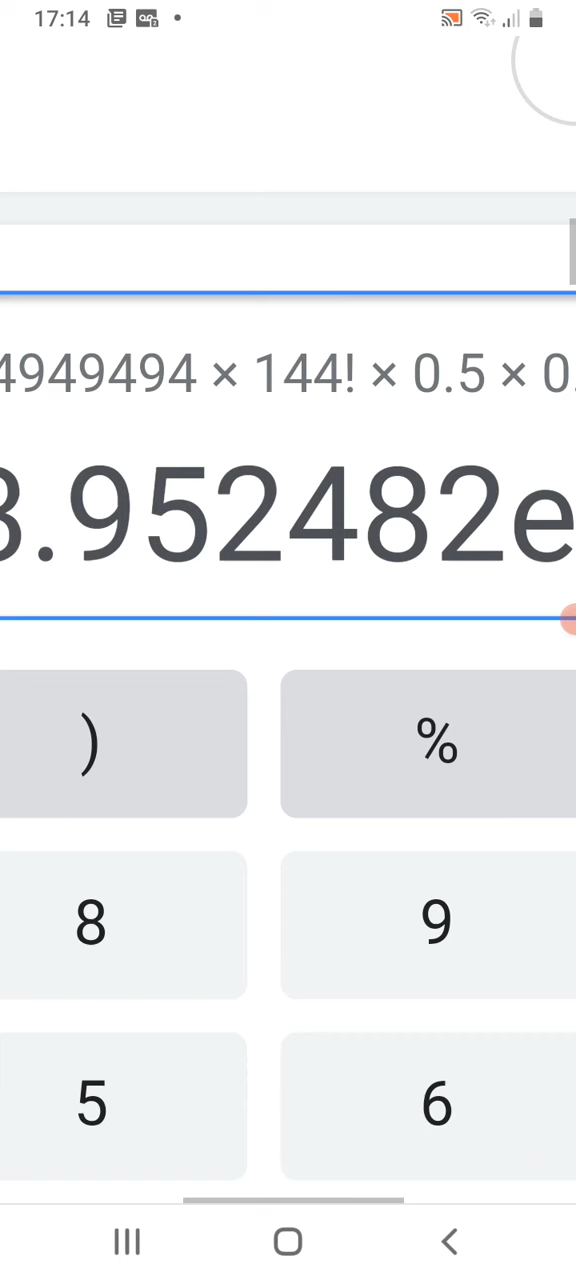 17:14
4949494 × 144! × 0.5 × 0.
3.952482e
) %
8 9
5 6